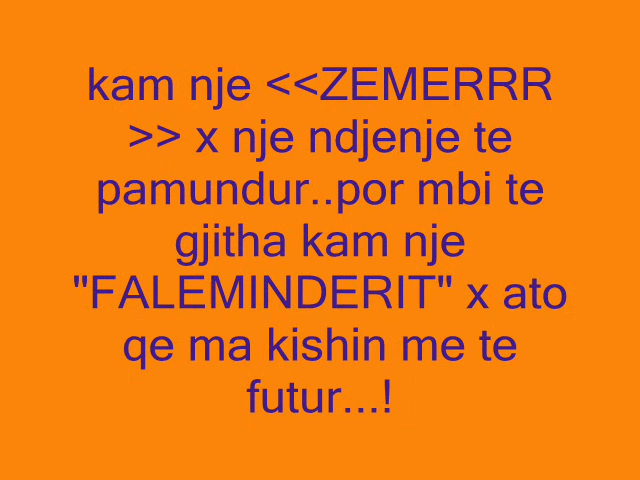 kam nje <<ZEMERRR
>> x nje ndjenje te
pamundur..por mbi te
gjitha kam nje
"FALEMINDERIT" x ato
qe ma kishin me te
futur...!